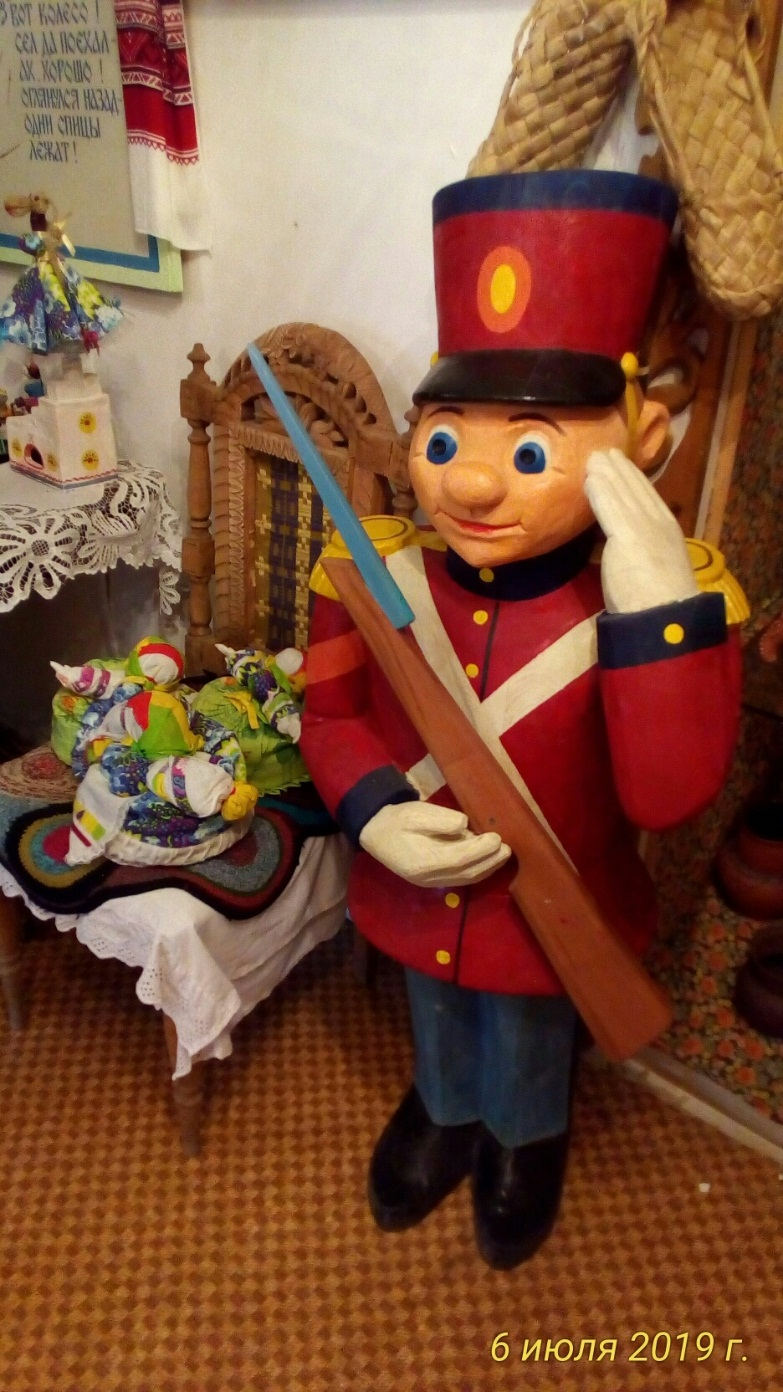 ВОТ КОЛЕСО!
СЕЛ ДА ПОЕХАЛ
АХ.ХОРОШО!
ОГЛЯНУЛСЯ НАЗАД-
ОДНИ СПИЦЫ
ЛЕЖАТ!
6 июля 2019 г.